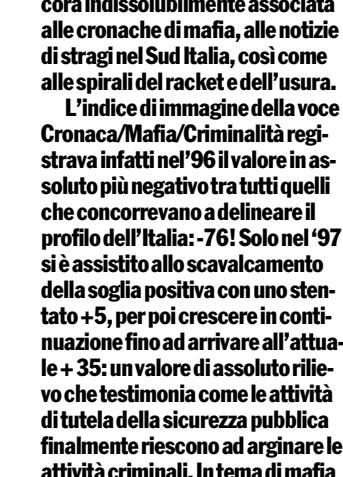 cora indissolubilmente associata
alle cronache di mafia, alle notizie
di stragi nel Sud Italia, così come
alle spirali del racket e dell'usura.
L'indice di immagine della voce
Cronaca/Mafia/Criminalità regi-
strava infatti nel'96 il valore in as-
soluto più negativo tra tutti quelli
che concorrevano a delineare il
profilo dell'Italia: -76! Solo nel '97
si è assistito allo scavalcamento
della soglia positiva con uno sten-
tato +5, per poi crescere in conti-
nuazione fino ad arrivare all'attua-
le + 35: un valore di assoluto rilie-
vo che testimonia come le attività
di tutela della sicurezza pubblica
finalmente riescono ad arginare le
attività criminali. In tema di mafia